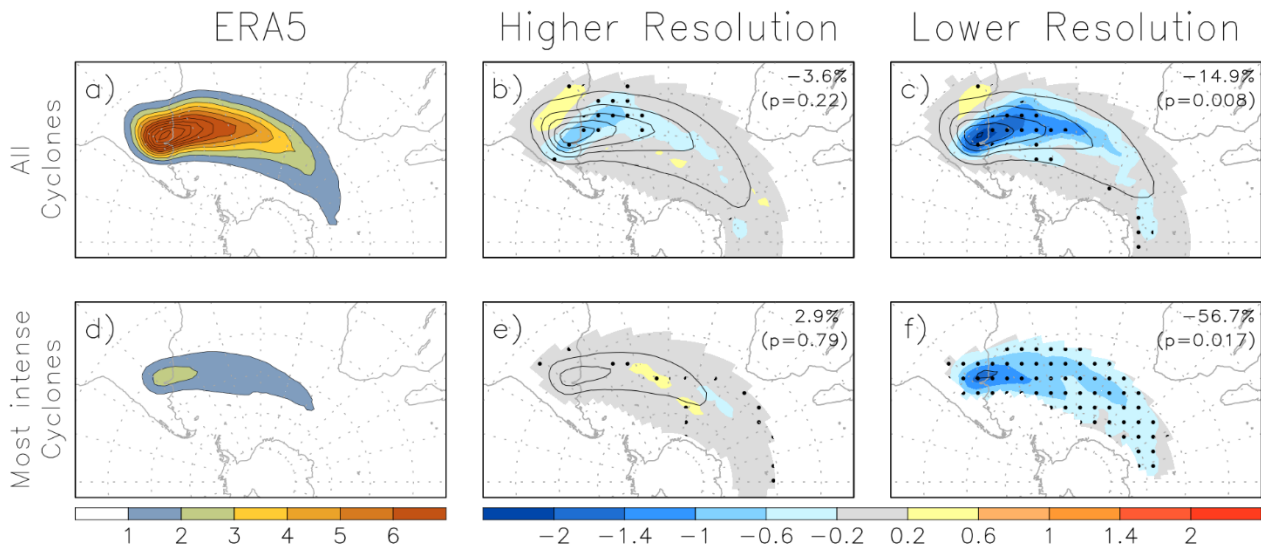 ERA5 Higher Resolution Lower Resolution
All
Cyclones
a)
b)
−3.6%
(p=0.22)
c)
−14.9%
(p=0.008)
Most intense
Cyclones
d)
e)
2.9%
(p=0.79)
f)
−56.7%
(p=0.017)
1 2 3 4 5 6
−2 −1.4 −1 −0.6 −0.2 0.2 0.6 1 1.4 2